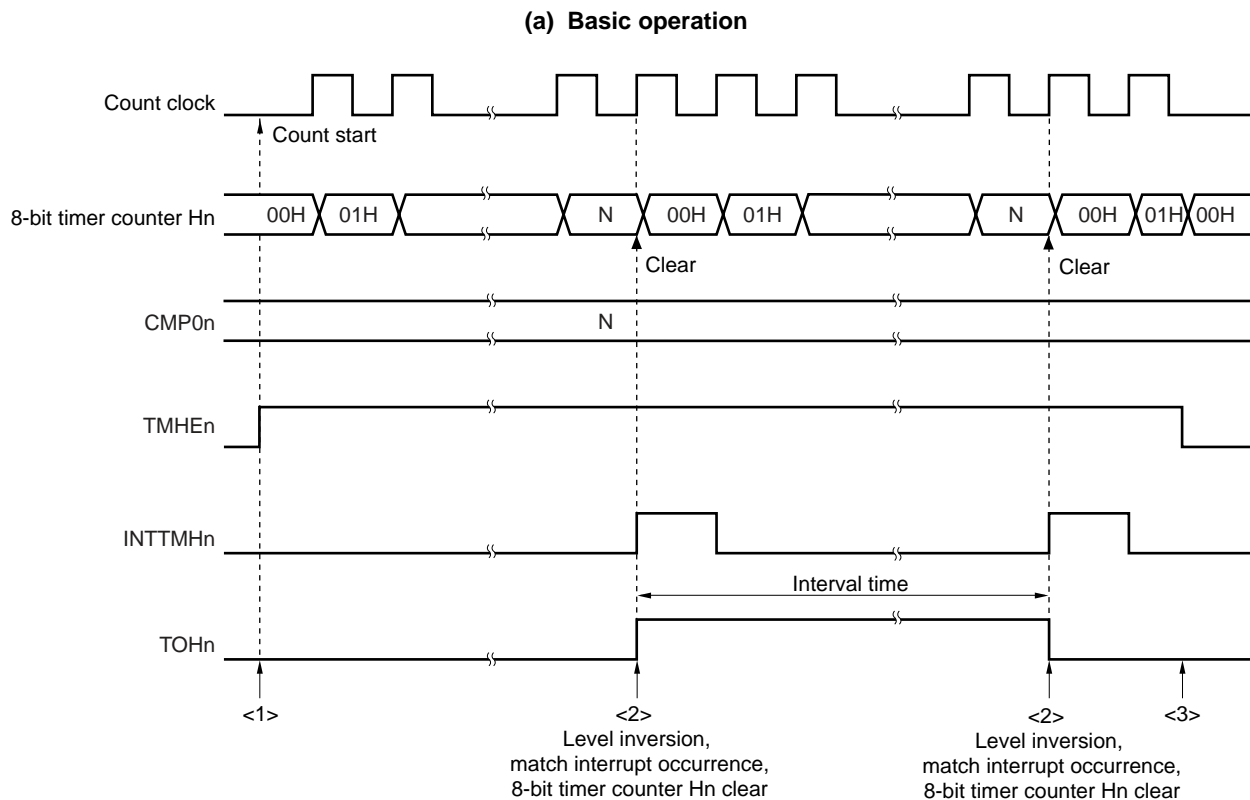 (a) Basic operation
Count clock
Count start
8-bit timer counter Hn
00H 01H N 00H 01H N 00H 01H 00H
Clear Clear
CMP0n
N
TMHEn
INTTMHn
Interval time
TOHn
<1> <2> <2> <3>
Level inversion,
match interrupt occurrence,
8-bit timer counter Hn clear
Level inversion,
match interrupt occurrence,
8-bit timer counter Hn clear